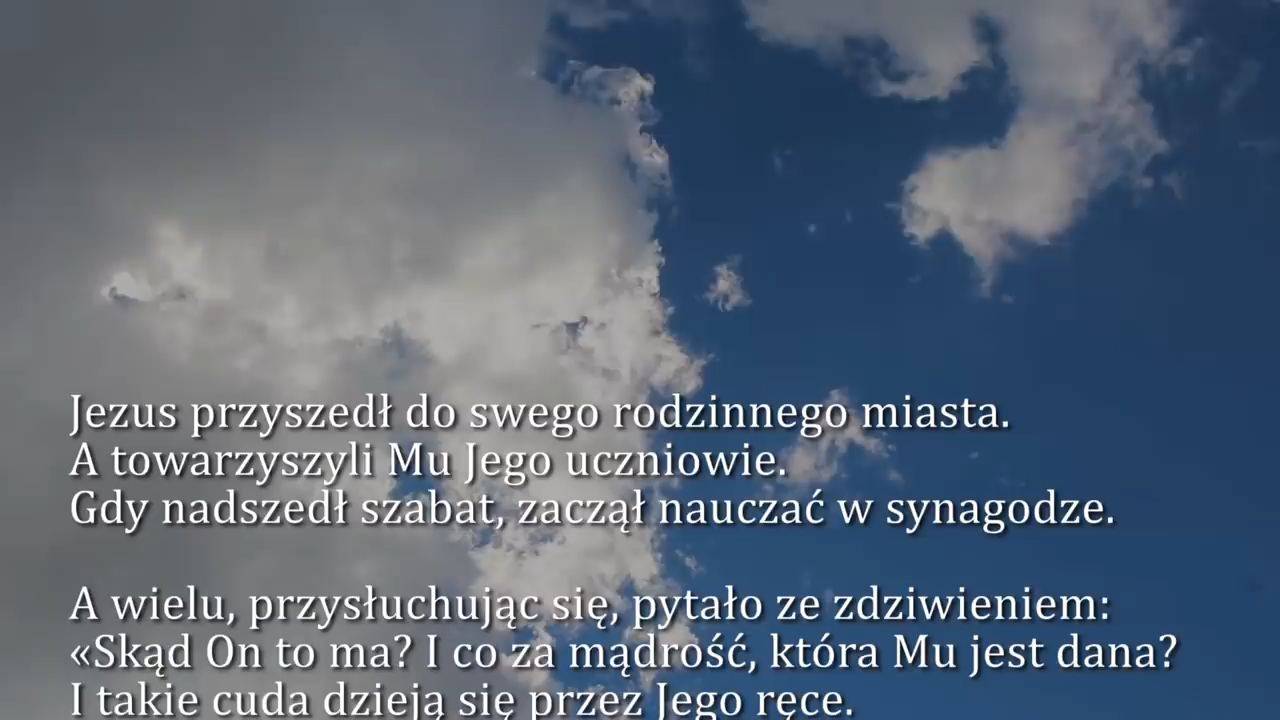 Jezus przyszedł do swego rodzinnego miasta.
A towarzyszyli Mu Jego uczniowie.
Gdy nadszedł szabat, zaczął nauczać w synagodze.
A wielu, przysłuchując się, pytało ze zdziwieniem:
«Skąd On to ma? I co za mądrość, która Mu jest dana?
I takie cuda dzieją się przez Jego ręce.